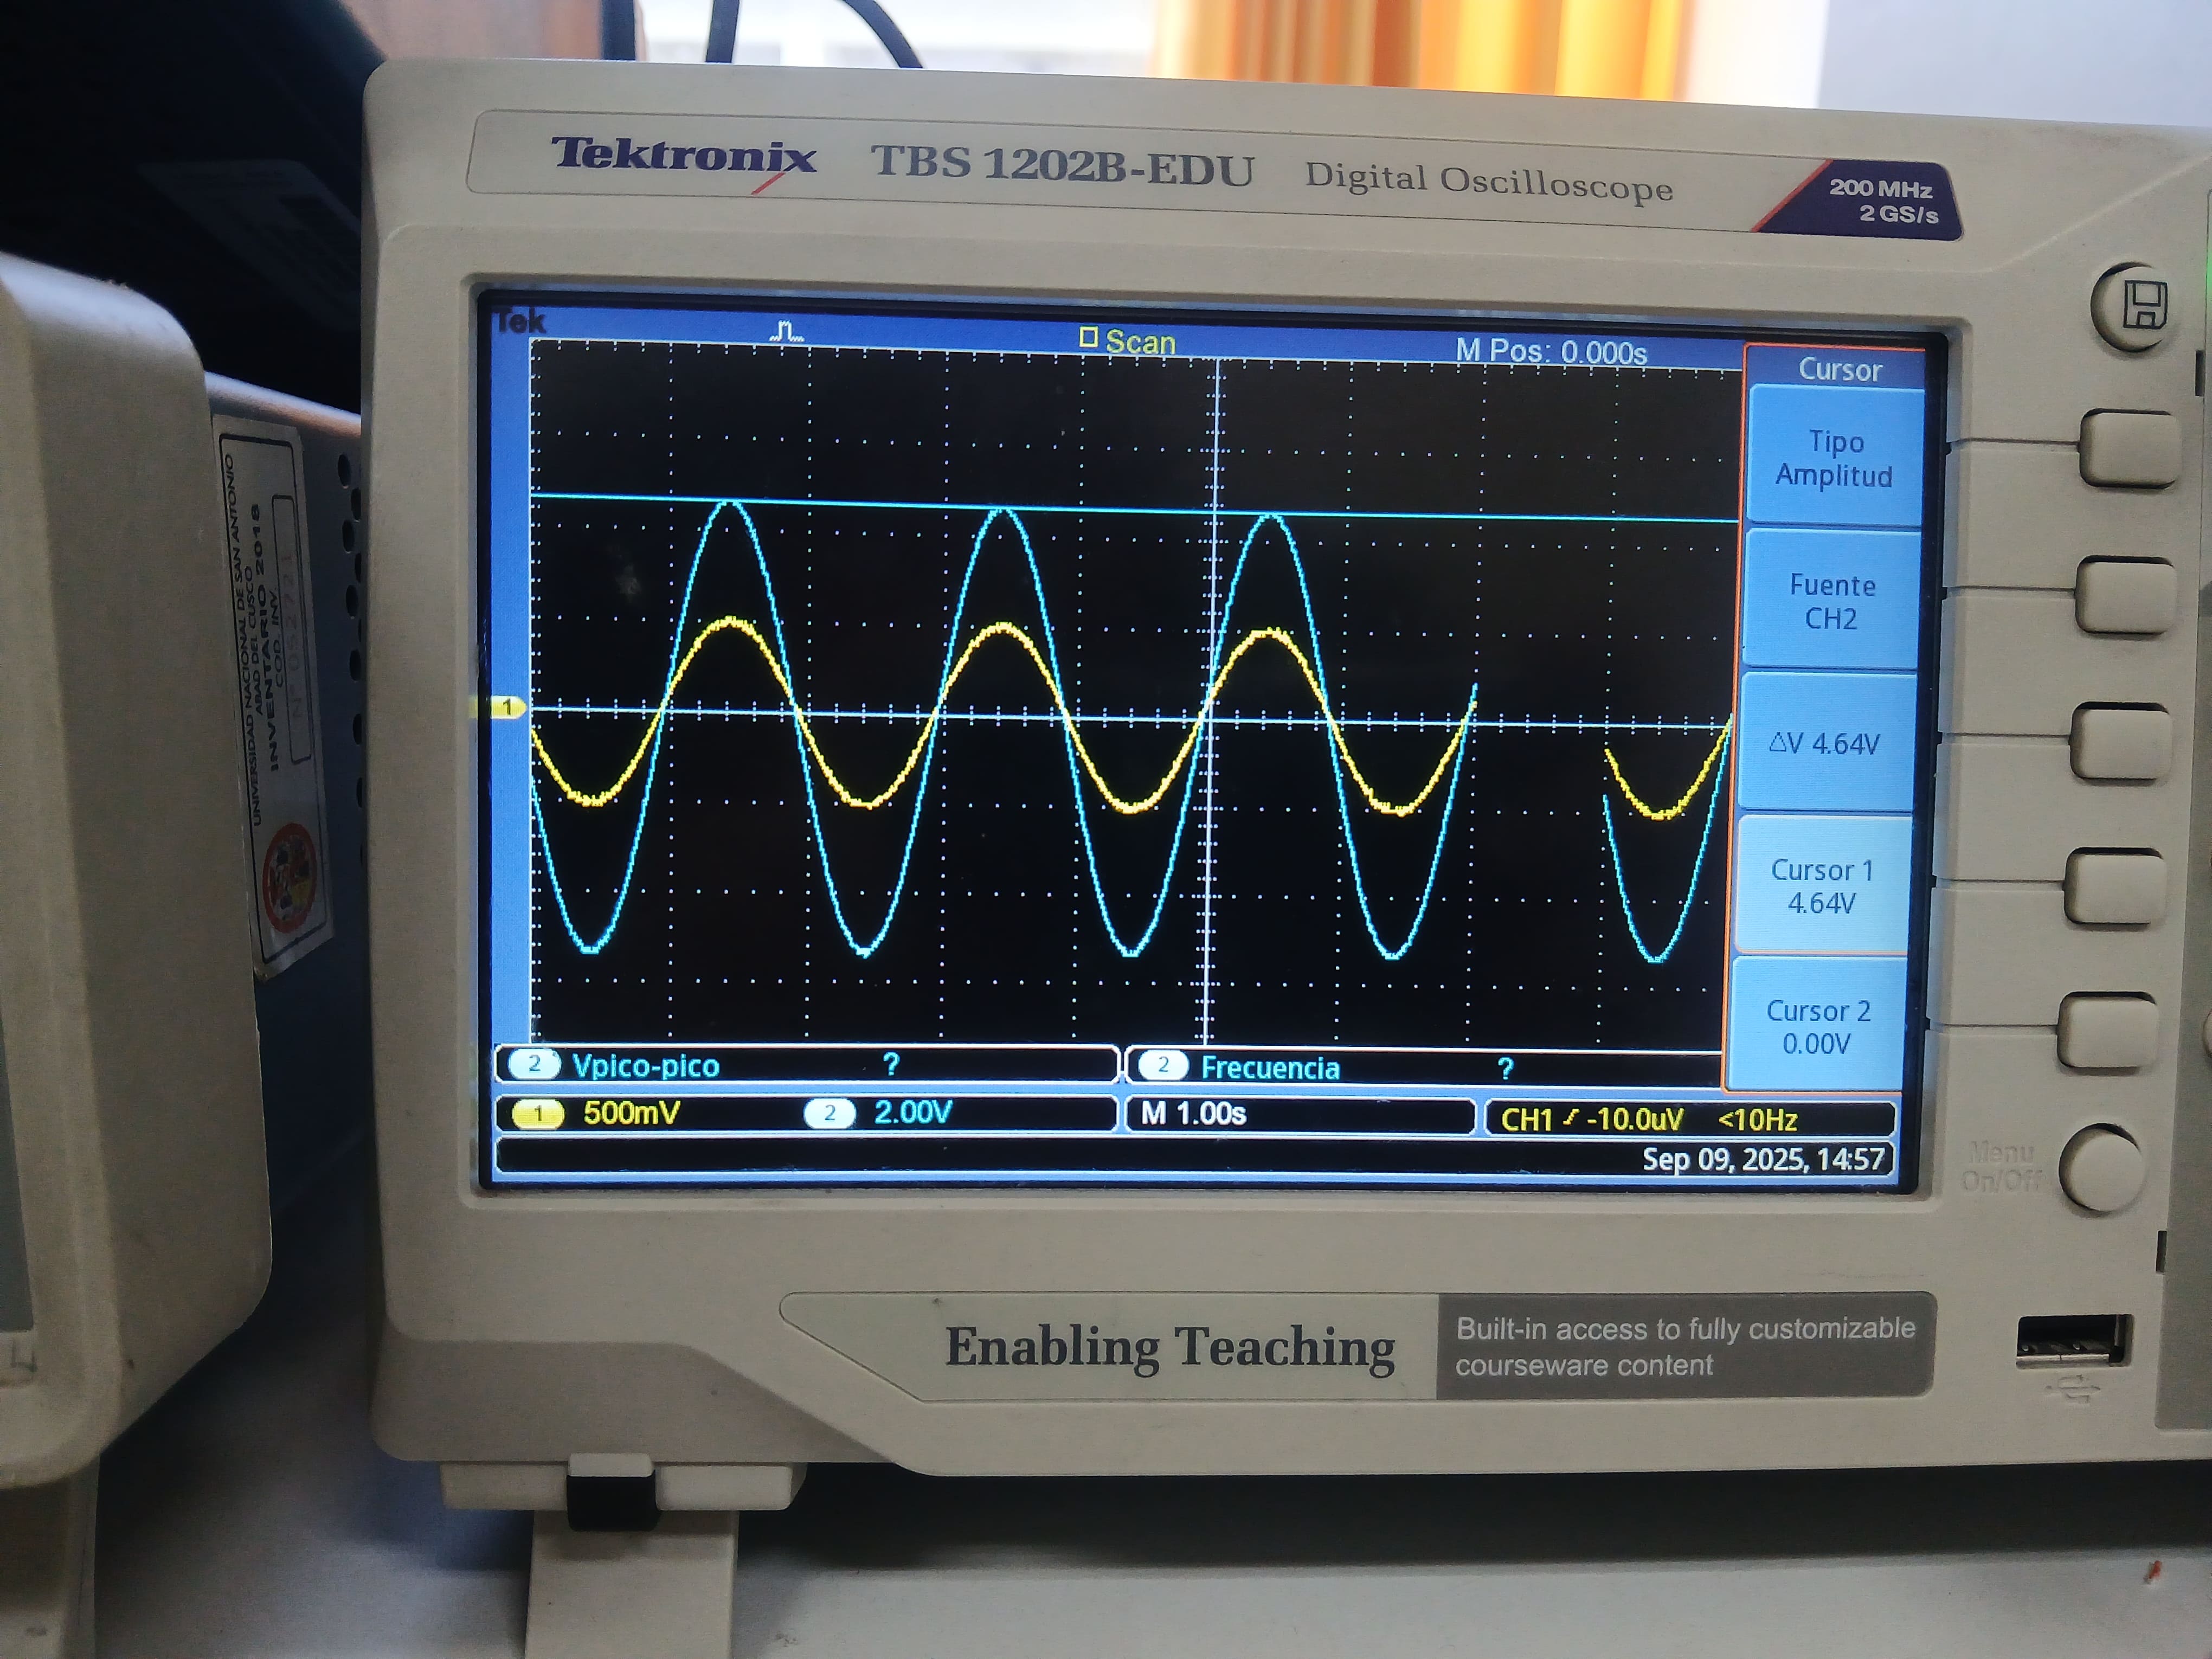 Tektronix TBS 1202B-EDU Digital Oscilloscope
200 MHz
2 GS/s
Tek
Scan
M Pos: 0.000s
Cursor
Tipo
Amplitud
Fuente
CH2
△V 4.64V
Cursor 1
4.64V
Cursor 2
0.00V
1
2 Vpico-pico ?
2 Frecuencia ?
1 500mV
2 2.00V
M 1.00s
CH1 -10.0uV <10Hz
Sep 09, 2025, 14:57
Menu
On/Off
Enabling Teaching
Built-in access to fully customizable
courseware content
UNIVERSIDAD NACIONAL DE SAN ANTONIO
ABAD DEL CUSCO
INVENTARIO 2018
COD. INV.